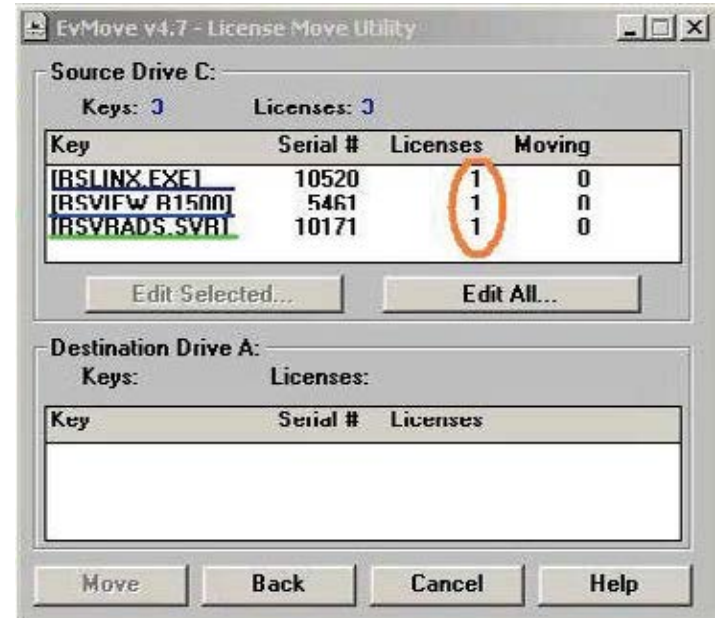 EvMove v4.7 - License Move Utility
Source Drive C:
Keys: 3 Licenses: 3
Key Serial # Licenses Moving
[RSLINX.EXE] 10520 1 0
[RSVIEW.R1500] 5461 1 0
[RSVRADS.SVR] 10171 1 0
Edit Selected... Edit All...
Destination Drive A:
Keys: Licenses:
Key Serial # Licenses
Move Back Cancel Help